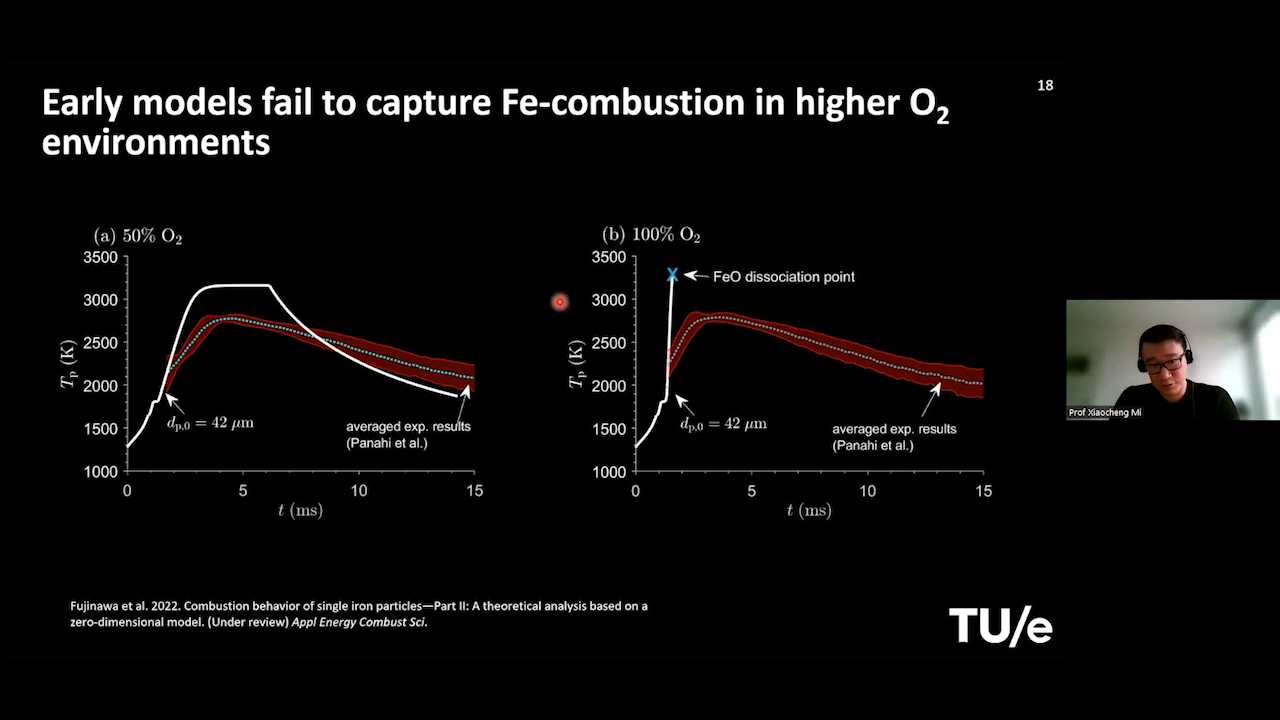 18
Early models fail to capture Fe-combustion in higher O₂
environments
(a) 50% O₂
3500
3000
2500
2000
1500
1000
Tₚ (K)
dₚ,₀ = 42 μm
averaged exp. results
(Panahi et al.)
0
5
10
15
t (ms)
(b) 100% O₂
3500
3000
2500
2000
1500
1000
Tₚ (K)
X
FeO dissociation point
dₚ,₀ = 42 μm
averaged exp. results
(Panahi et al.)
0
5
10
15
t (ms)
Prof Xiaocheng Mi
Fujinawa et al. 2022. Combustion behavior of single iron particles—Part II: A theoretical analysis based on a
zero-dimensional model. (Under review) Appl Energy Combust Sci.
TU/e